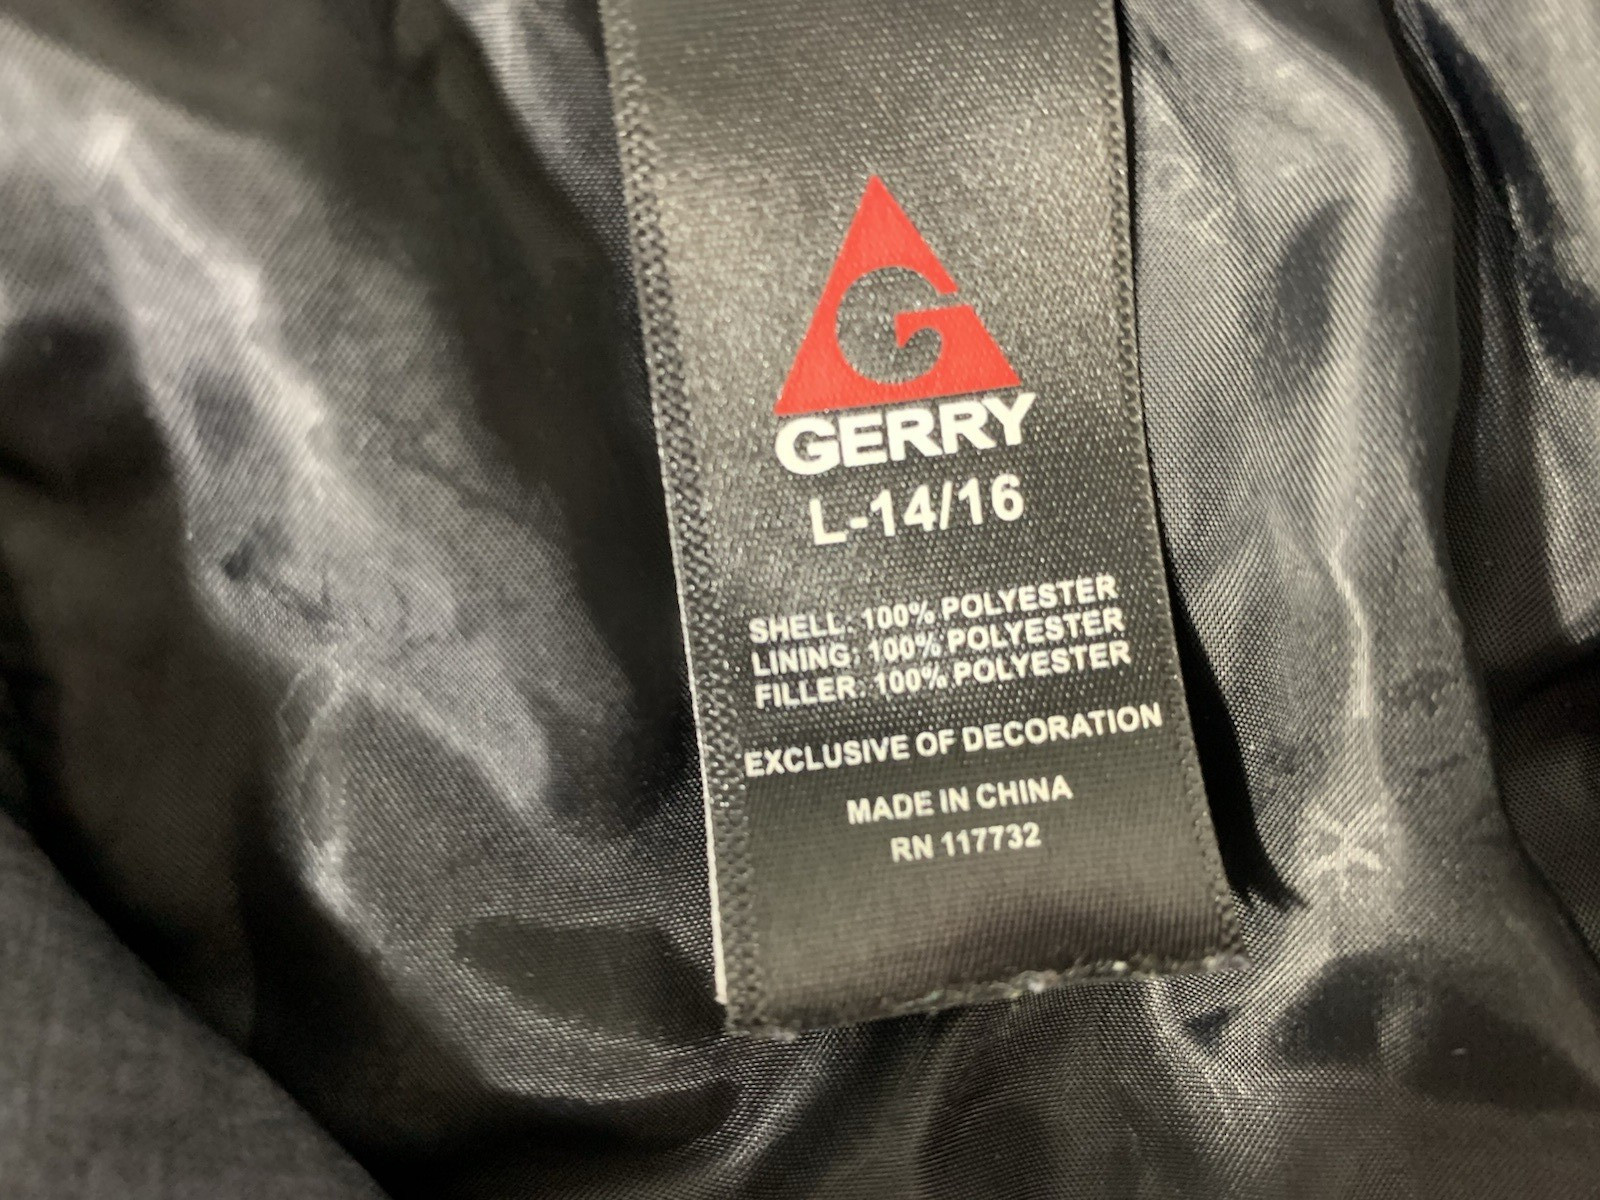 G
GERRY
L-14/16
SHELL: 100% POLYESTER
LINING: 100% POLYESTER
FILLER: 100% POLYESTER
EXCLUSIVE OF DECORATION
MADE IN CHINA
RN 117732